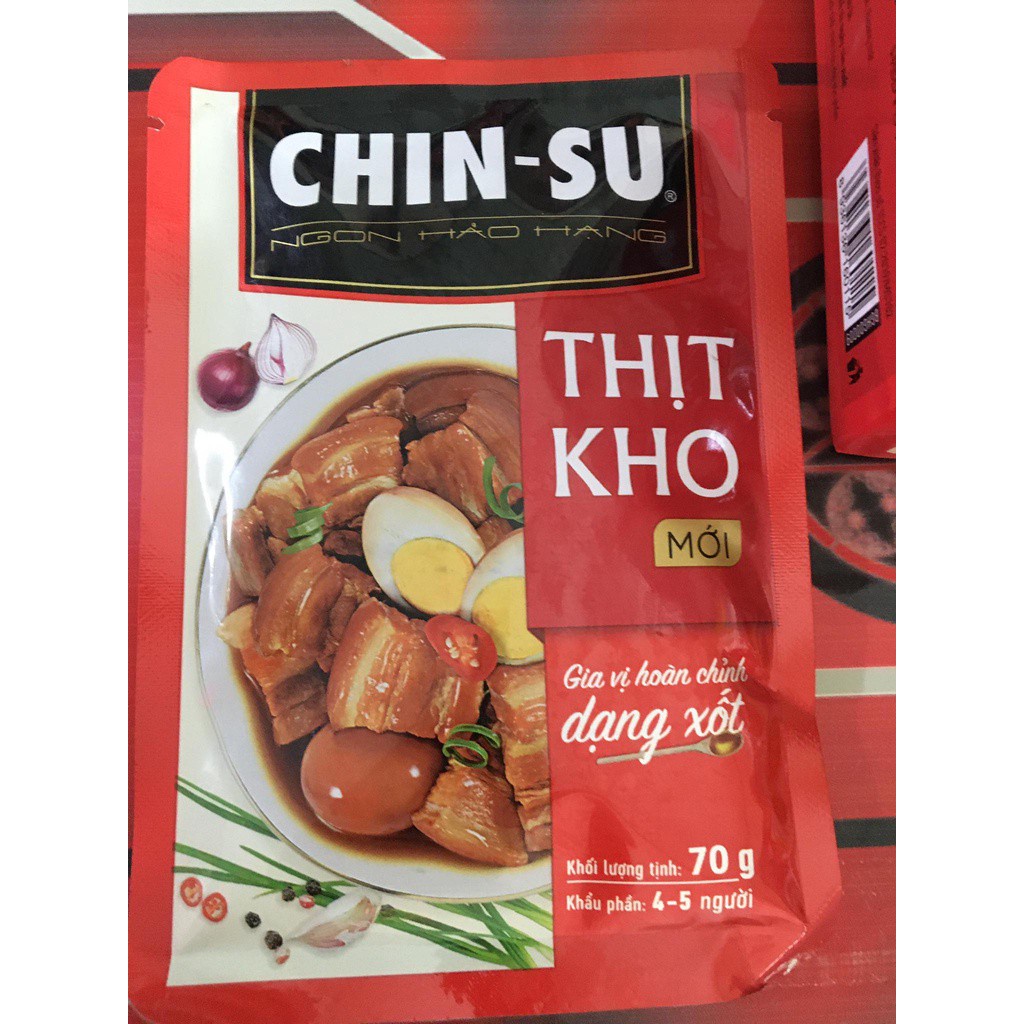 CHIN-SU®
NGON HẢO HẠNG
THỊT
KHO
MỚI
Gia vị hoàn chỉnh
dạng xốt
Khối lượng tịnh: 70 g
Khẩu phần: 4-5 người